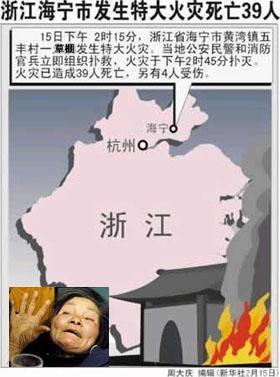 浙江海宁市发生特大火灾死亡39人
15日下午 2时15分，浙江省海宁市黄湾镇五
丰村一草棚发生特大火灾。当地公安民警和消防
官兵立即组织扑救，火灾于下午2时45分扑灭。
火灾已造成39人死亡，另有4人受伤。
海宁
杭州
浙 江
周大庆 编辑(新华社2月15日)